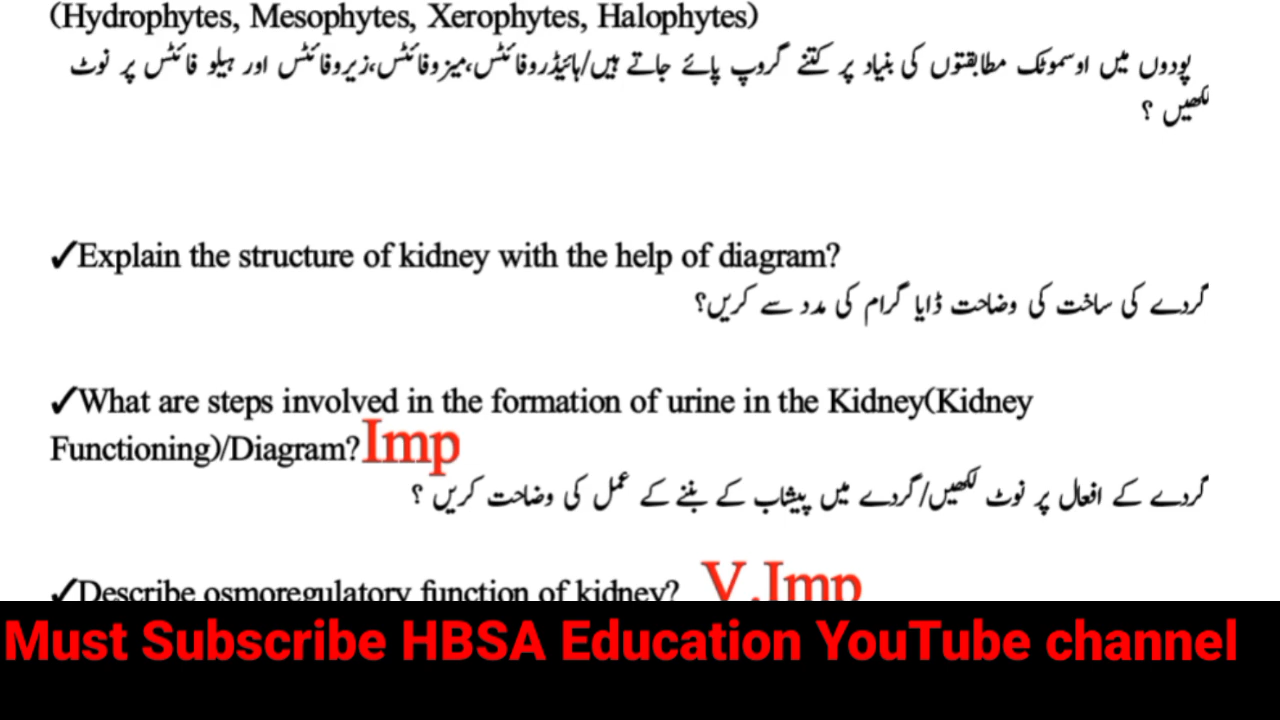 (Hydrophytes, Mesophytes, Xerophytes, Halophytes)
پودوں میں اوسموٹک مطابقتوں کی بنیاد پر کتنے گروپ پائے جاتے ہیں/ہائیڈروفائٹس،میزوفائٹس،زیروفائٹس اور ہیلو فائٹس پر نوٹ
لکھیں ؟
✓Explain the structure of kidney with the help of diagram?
گردے کی ساخت کی وضاحت ڈایا گرام کی مدد سے کریں؟
✓What are steps involved in the formation of urine in the Kidney(Kidney
Functioning)/Diagram? Imp
گردے کے افعال پر نوٹ لکھیں/گردے میں پیشاب کے بننے کے عمل کی وضاحت کریں ؟
✓Describe osmoregulatory function of kidney? V.Imp
Must Subscribe HBSA Education YouTube channel